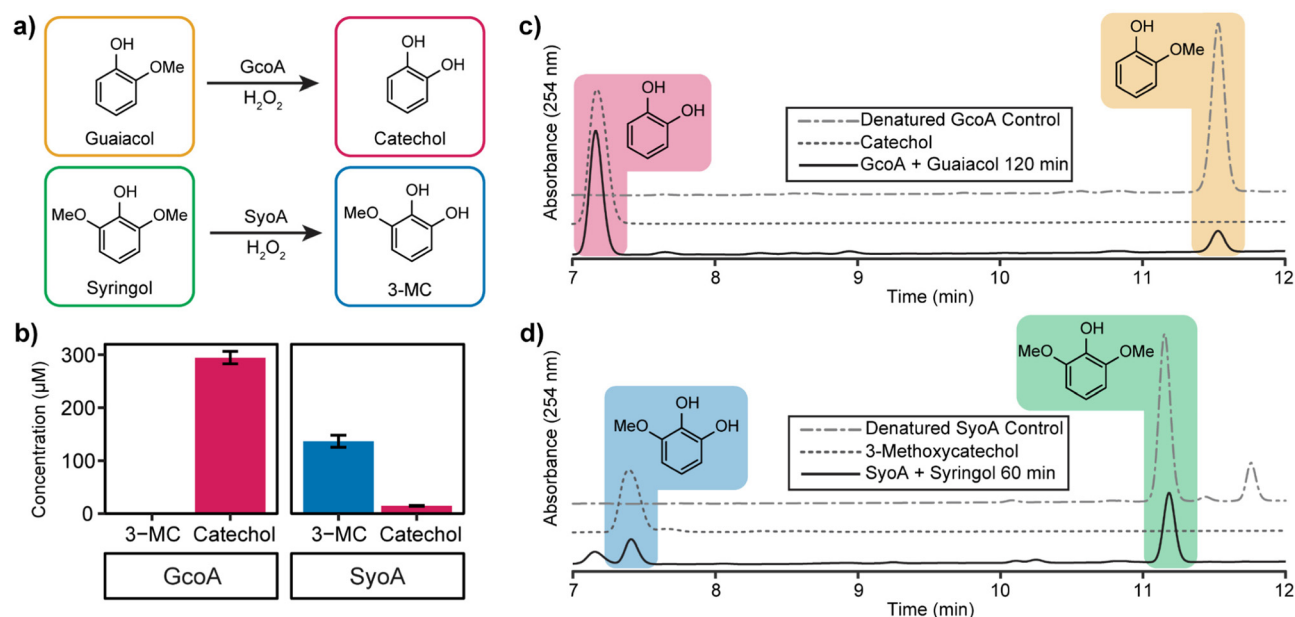 a)
OH
OMe
Guaiacol
GcoA
H₂O₂
OH
OH
Catechol
OH
MeO
OMe
Syringol
SyoA
H₂O₂
OH
MeO
OH
3-MC
b)
Concentration (µM)
300
200
100
0
3−MC
Catechol
3−MC
Catechol
GcoA
SyoA
c)
Absorbance (254 nm)
OH
OH
Denatured GcoA Control
Catechol
GcoA + Guaiacol 120 min
OH
OMe
7
8
9
10
11
12
Time (min)
d)
Absorbance (254 nm)
OH
MeO
OH
Denatured SyoA Control
3-Methoxycatechol
SyoA + Syringol 60 min
OH
MeO
OMe
7
8
9
10
11
12
Time (min)